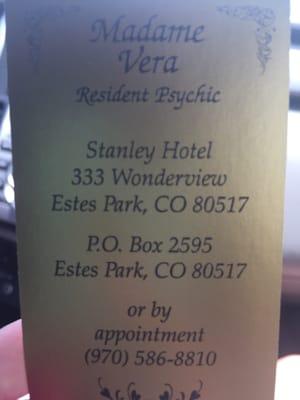 Madame
Vera
Resident Psychic
Stanley Hotel
333 Wonderview
Estes Park, CO 80517
P.O. Box 2595
Estes Park, CO 80517
or by
appointment
(970) 586-8810